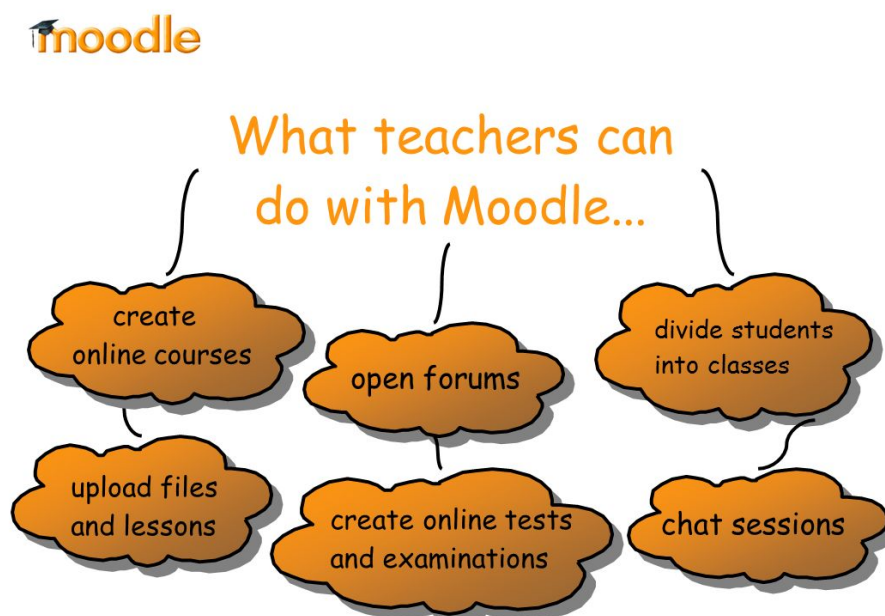 moodle
What teachers can
do with Moodle...
create
online courses
open forums
divide students
into classes
upload files
and lessons
create online tests
and examinations
chat sessions